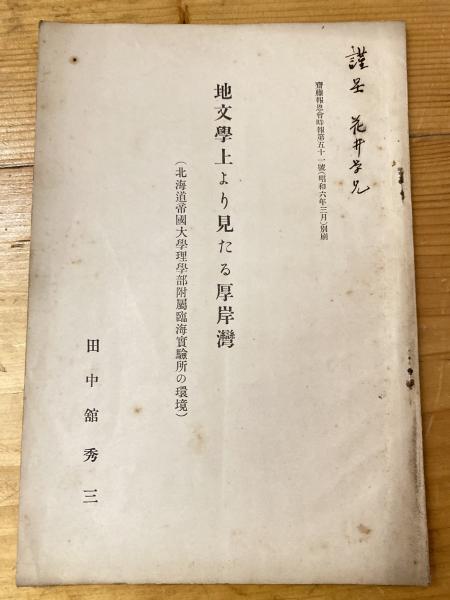 謹呈 花井学兄
齋藤報恩會時報第五十一號(昭和六年三月)別刷
地文學上より見たる厚岸灣
(北海道帝國大學理學部附屬臨海實驗所の環境)
田中舘秀三